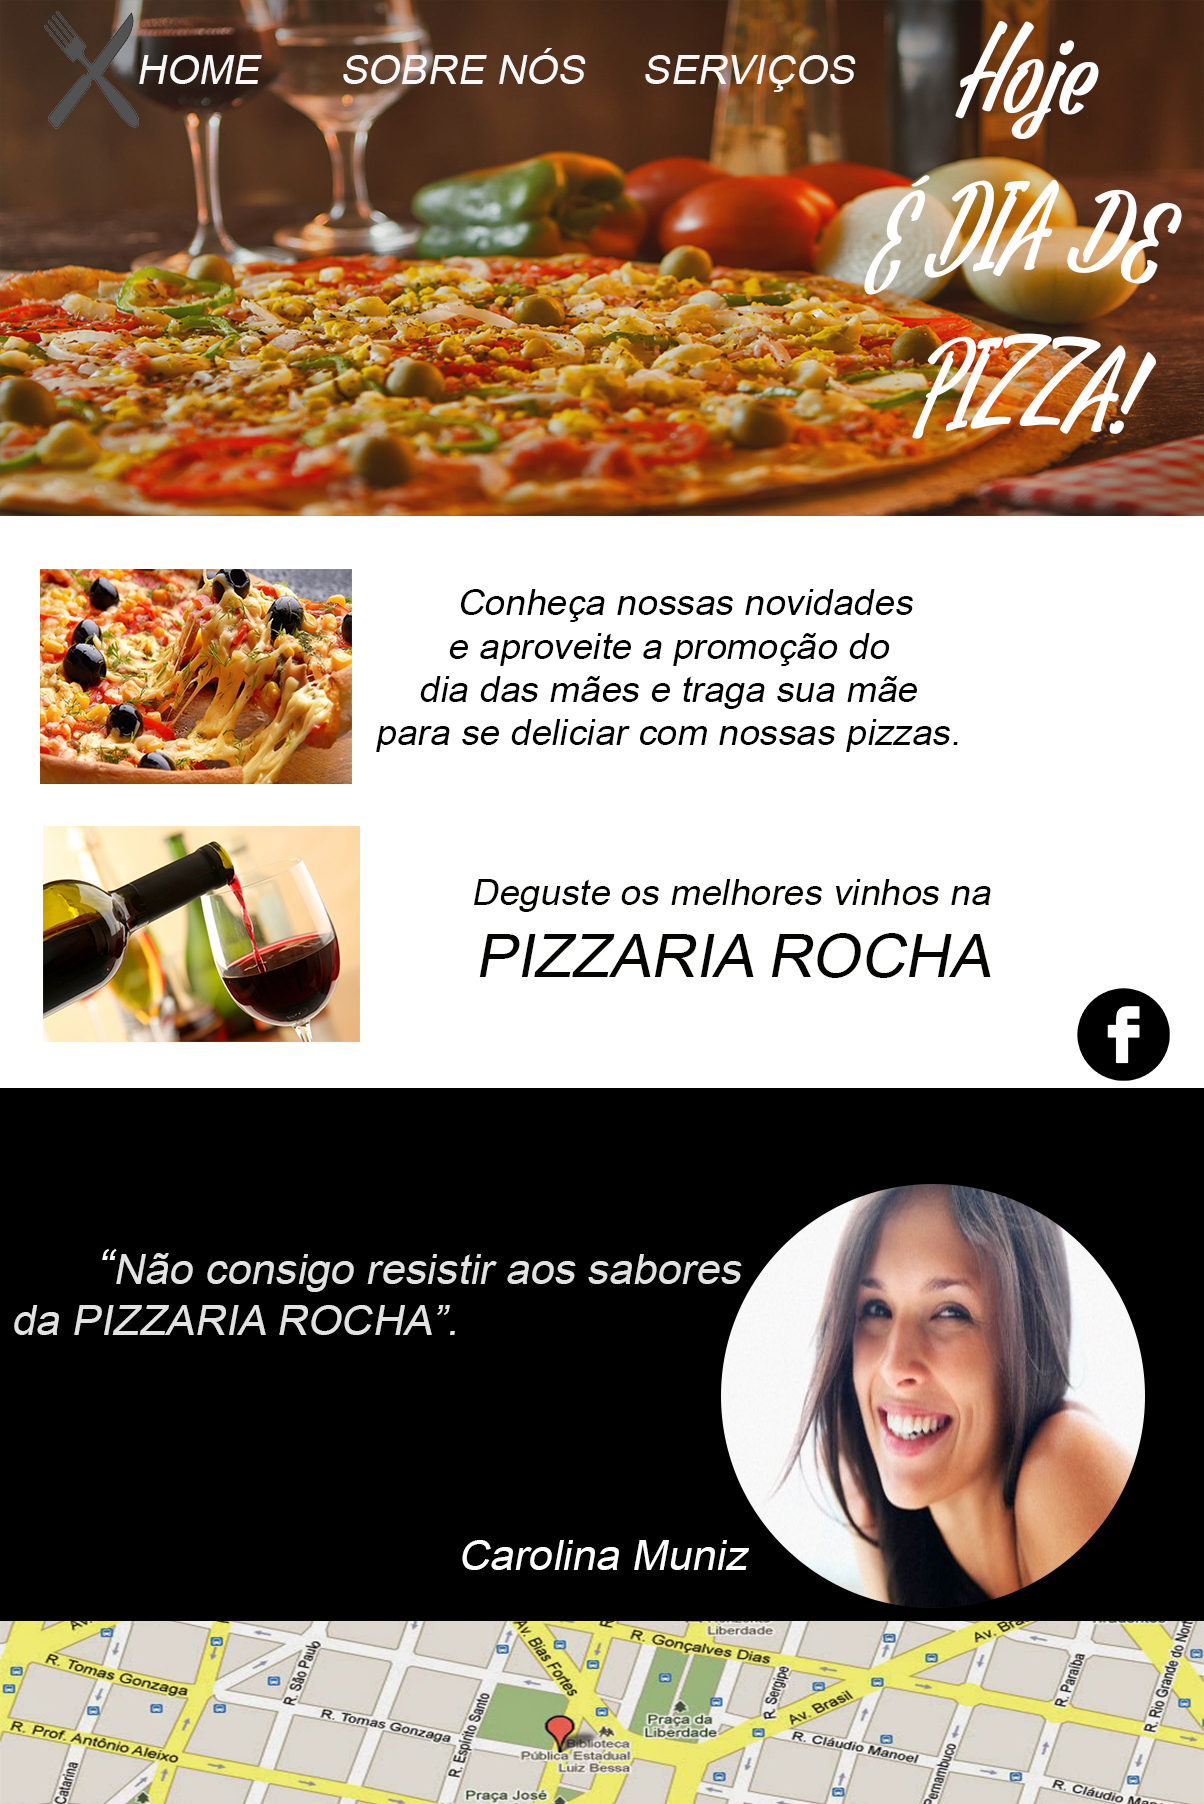 HOME SOBRE NÓS SERVIÇOS
Hoje
É DIA DE
PIZZA!
Conheça nossas novidades
e aproveite a promoção do
dia das mães e traga sua mãe
para se deliciar com nossas pizzas.
Deguste os melhores vinhos na
PIZZARIA ROCHA
f
“Não consigo resistir aos sabores
da PIZZARIA ROCHA”.
Carolina Muniz
Liberdade
R. Gonçalves Dias
Av. Bias Fortes
R. Tomas Gonzaga
R. São Paulo
R. Sergipe
R. Paraíba
R. Rio Grande do Nort
Av. Brasil
Praça da
Liberdade
R. Tomas Gonzaga
R. Espírito Santo
R. Prof. Antônio Aleixo
R. Cláudio Manoel
Biblioteca
Pública Estadual
Luiz Bessa
Catarina
Pernambuco
R. Cláudio Manoel
Praça José